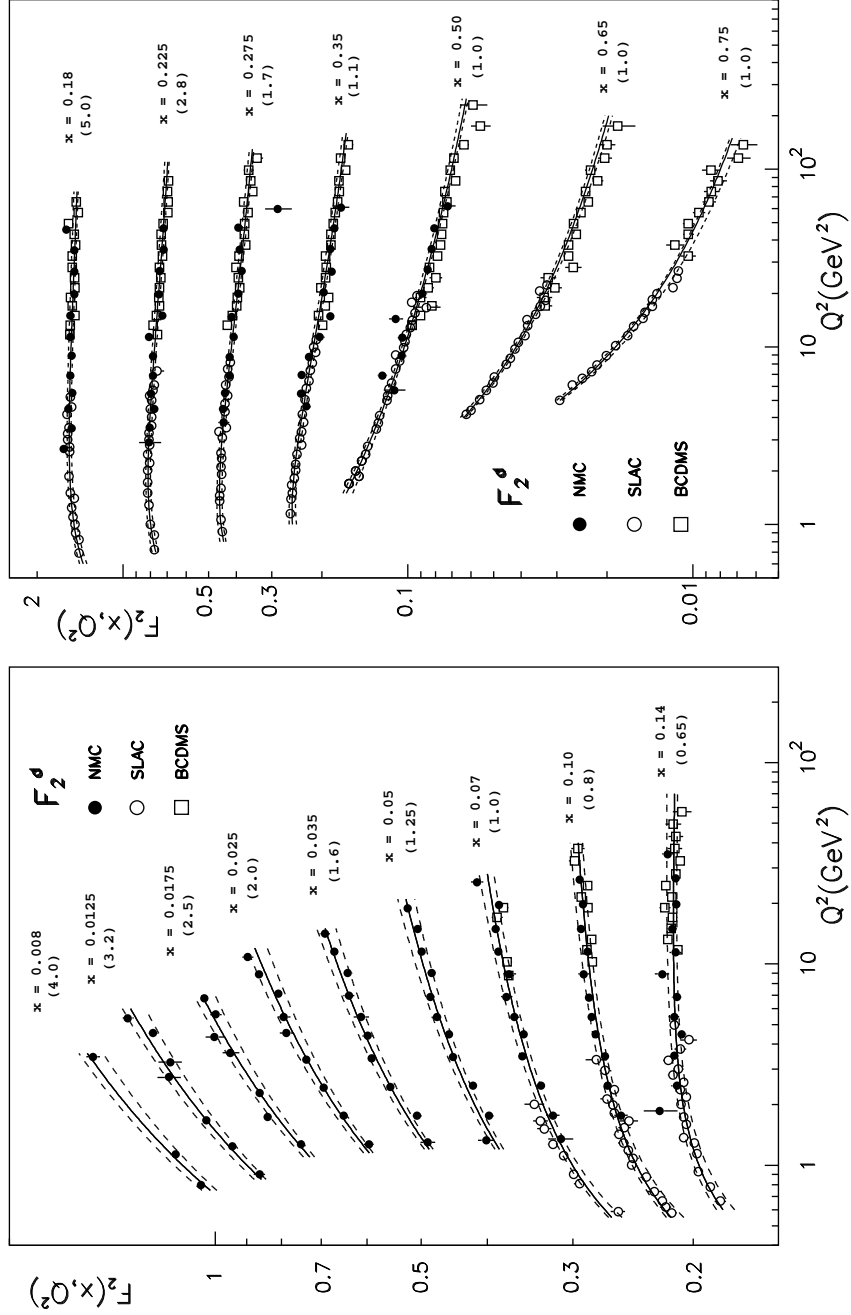 F₂(x,Q²)
2
0.5
0.3
0.2
0.1
0.01
x = 0.18
(5.0)
x = 0.225
(2.8)
x = 0.275
(1.7)
x = 0.35
(1.1)
x = 0.50
(1.0)
x = 0.65
(1.0)
x = 0.75
(1.0)
F₂ᵈ
NMC
SLAC
BCDMS
1
10
10²
Q²(GeV²)
F₂(x,Q²)
1
0.7
0.5
0.3
0.2
F₂ᵈ
NMC
SLAC
BCDMS
x = 0.008
(4.0)
x = 0.0125
(3.2)
x = 0.0175
(2.5)
x = 0.025
(2.0)
x = 0.035
(1.6)
x = 0.05
(1.25)
x = 0.07
(1.0)
x = 0.10
(0.8)
x = 0.14
(0.65)
1
10
10²
Q²(GeV²)